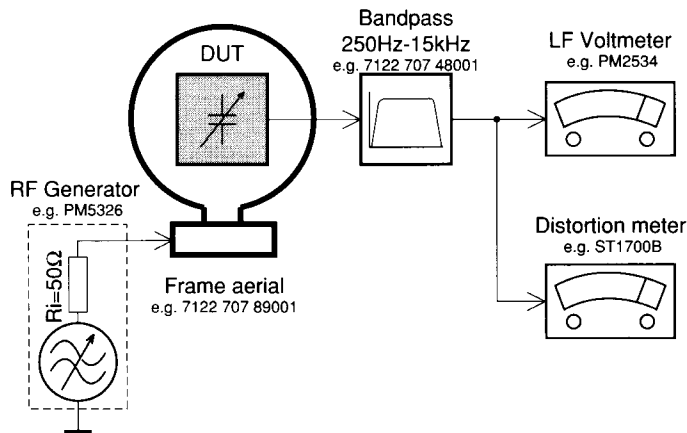 Bandpass
250Hz-15kHz
e.g. 7122 707 48001
LF Voltmeter
e.g. PM2534
DUT
RF Generator
e.g. PM5326
Ri=50Ω
Frame aerial
e.g. 7122 707 89001
Distortion meter
e.g. ST1700B